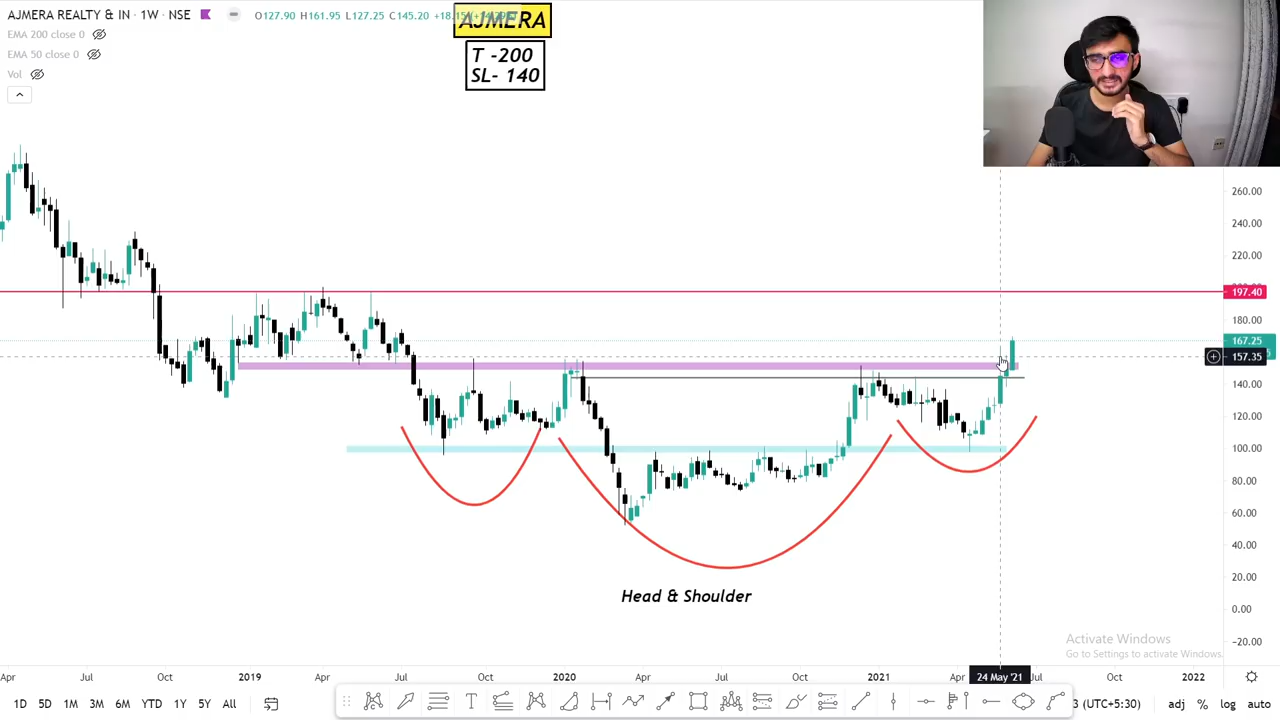 AJMERA REALTY & IN · 1W · NSE
O127.90 H161.95 L127.25 C145.20 +18.15
EMA 200 close 0
EMA 50 close 0
Vol
AJMERA
T -200
SL- 140
260.00
240.00
220.00
197.40
180.00
167.25
157.35
140.00
120.00
100.00
80.00
60.00
40.00
20.00
0.00
-20.00
Head & Shoulder
Activate Windows
Go to Settings to activate Windows.
Apr Jul Oct 2019 Apr Jul Oct 2020 Apr Jul Oct 2021 Apr 24 May '21 Jul Oct 2022
1D 5D 1M 3M 6M YTD 1Y 5Y All
3 (UTC+5:30) adj % log auto